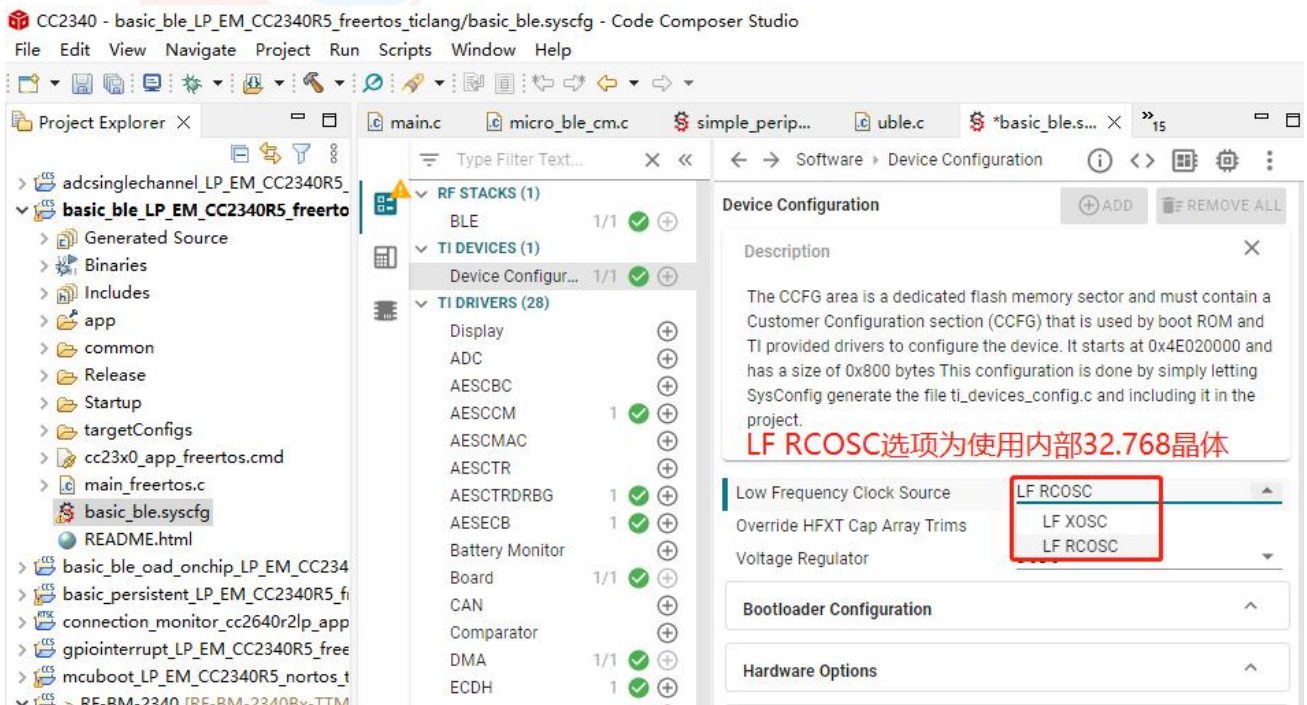 CC2340 - basic_ble_LP_EM_CC2340R5_freertos_ticlang/basic_ble.syscfg - Code Composer Studio
File Edit View Navigate Project Run Scripts Window Help
Project Explorer
main.c
micro_ble_cm.c
simple_perip...
uble.c
*basic_ble.s...
15
adcsinglechannel_LP_EM_CC2340R5_
basic_ble_LP_EM_CC2340R5_freerto
Generated Source
Binaries
Includes
app
common
Release
Startup
targetConfigs
cc23x0_app_freertos.cmd
main_freertos.c
basic_ble.syscfg
README.html
basic_ble_oad_onchip_LP_EM_CC234
basic_persistent_LP_EM_CC2340R5_f
connection_monitor_cc2640r2lp_app
gpiointerrupt_LP_EM_CC2340R5_free
mcuboot_LP_EM_CC2340R5_nortos_t
RF-BM-2340 [RF-BM-2340Bx-TTM
Type Filter Text...
RF STACKS (1)
BLE 1/1
TI DEVICES (1)
Device Configur... 1/1
TI DRIVERS (28)
Display
ADC
AESCBC
AESCCM 1
AESCMAC
AESCTR
AESCTRDRBG 1
AESECB 1
Battery Monitor
Board 1/1
CAN
Comparator
DMA 1/1
ECDH 1
Software Device Configuration
Device Configuration
ADD
REMOVE ALL
Description
The CCFG area is a dedicated flash memory sector and must contain a
Customer Configuration section (CCFG) that is used by boot ROM and
TI provided drivers to configure the device. It starts at 0x4E020000 and
has a size of 0x800 bytes This configuration is done by simply letting
SysConfig generate the file ti_devices_config.c and including it in the
project.
LF RCOSC选项为使用内部32.768晶体
Low Frequency Clock Source LF RCOSC
LF XOSC
LF RCOSC
Override HFXT Cap Array Trims
Voltage Regulator
Bootloader Configuration
Hardware Options